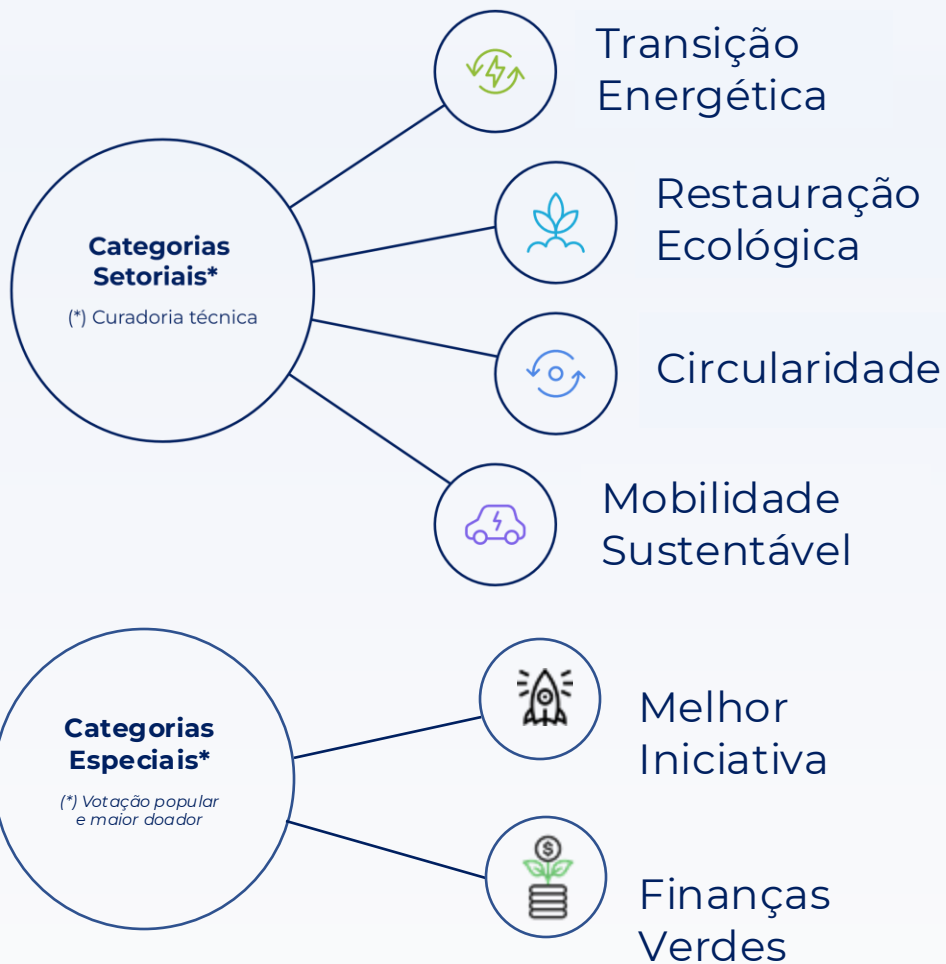 Categorias
Setoriais*
(*) Curadoria técnica
Transição
Energética
Restauração
Ecológica
Circularidade
Mobilidade
Sustentável
Categorias
Especiais*
(*) Votação popular
e maior doador
Melhor
Iniciativa
$
Finanças
Verdes